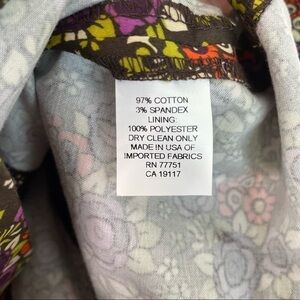 97% COTTON
3% SPANDEX
LINING:
100% POLYESTER
DRY CLEAN ONLY
MADE IN USA OF
IMPORTED FABRICS
RN 77751
CA 19117